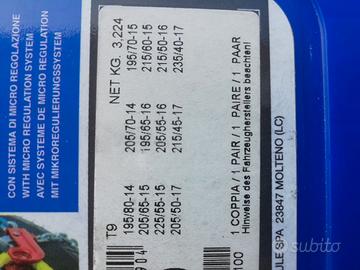 CON SISTEMA DI MICRO REGOLAZIONE
WITH MICRO REGULATION SYSTEM
AVEC SYSTEME DE MICRO REGULATION
MIT MIKROREGULIERUNGSSYSTEM
T9 NET KG. 3,224
195/80-14 205/70-14 195/70-15
205/65-15 195/65-16 215/60-15
225/55-15 205/55-16 215/50-16
205/50-17 215/45-17 235/40-17
904
1 COPPIA / 1 PAIR / 1 PAIRE / 1 PAAR
Hinweise des Fahrzeugherstellers beachten!
100
SPA 23847 MOLTENO (LC)
subito